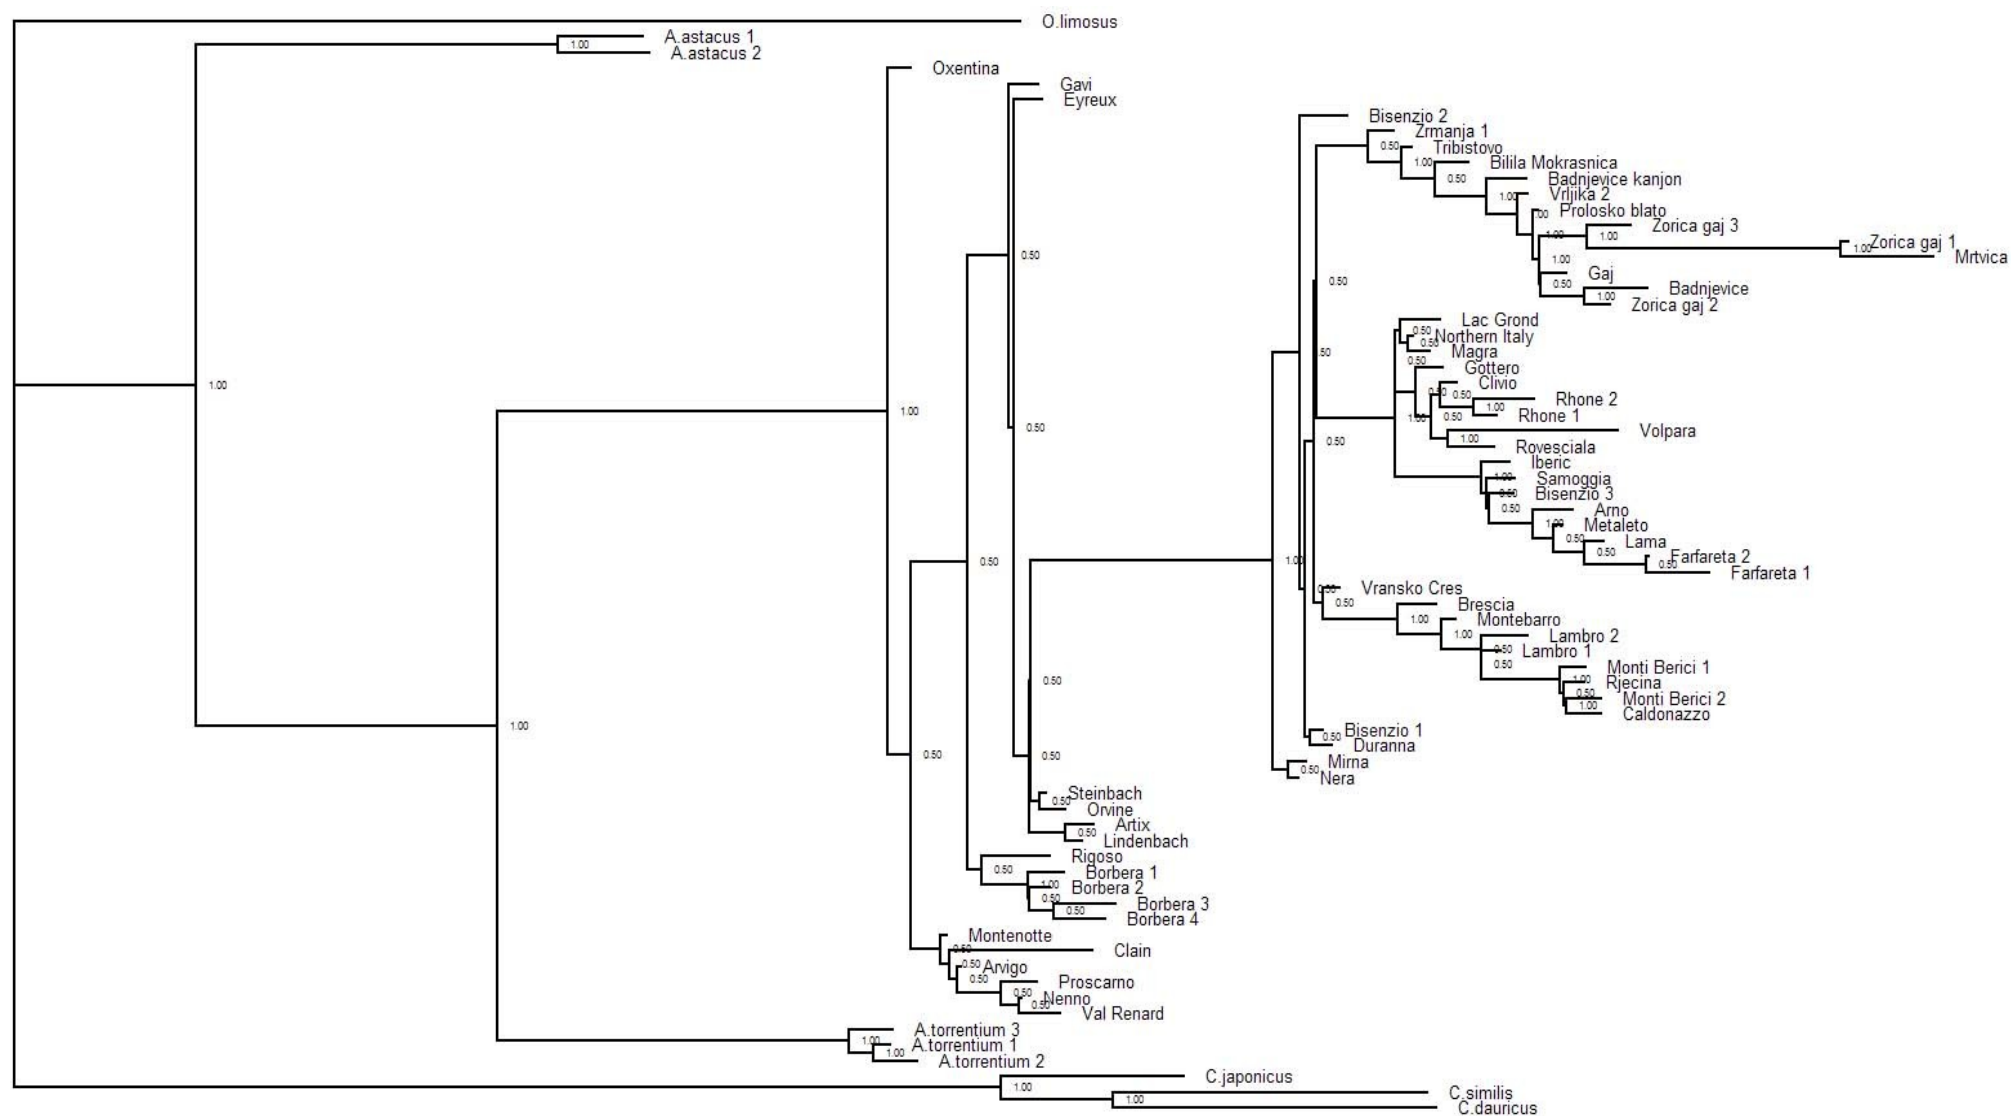 O.limosus
A.astacus 1
1.00
A.astacus 2
Oxentina
Gavi
Eyreux
Bisenzio 2
Zrmanja 1
0.50
Tribistovo
1.00
Bilila Mokrasnica
0.50
Badnjevice kanjon
1.00
Vrljika 2
Prolosko blato
1.00
Zorica gaj 3
1.00
1.00
Zorica gaj 1
1.00
Mrtvica
0.50
1.00
Gaj
0.50
0.50
Badnjevice
1.00
Zorica gaj 2
Lac Grond
0.50
Northern Italy
0.50
Magra
0.50
0.50
Gottero
Clivio
0.50
0.50
Rhone 2
1.00
Rhone 1
0.50
1.00
1.00
1.00
Volpara
0.50
1.00
Rovesciala
Iberic
1.00
Samoggia
0.50
Bisenzio 3
0.50
Arno
1.00
Metaleto
0.50
Lama
0.50
Farfareta 2
0.50
Farfareta 1
0.50
1.00
0.50
Vransko Cres
0.50
Brescia
1.00
Montebarro
1.00
Lambro 2
0.50
Lambro 1
0.50
Monti Berici 1
1.00
Rjecina
0.50
Monti Berici 2
1.00
Caldonazzo
0.50
1.00
Bisenzio 1
0.50
Duranna
0.50
0.50
Mirna
0.50
Nera
Steinbach
0.50
Orvine
Artix
0.50
Lindenbach
Rigoso
0.50
Borbera 1
1.00
Borbera 2
0.50
Borbera 3
0.50
Borbera 4
Montenotte
0.50
Clain
0.50
Arvigo
0.50
Proscarno
0.50
Nenno
0.50
Val Renard
A.torrentium 3
1.00
A.torrentium 1
1.00
A.torrentium 2
C.japonicus
1.00
C.similis
1.00
C.dauricus